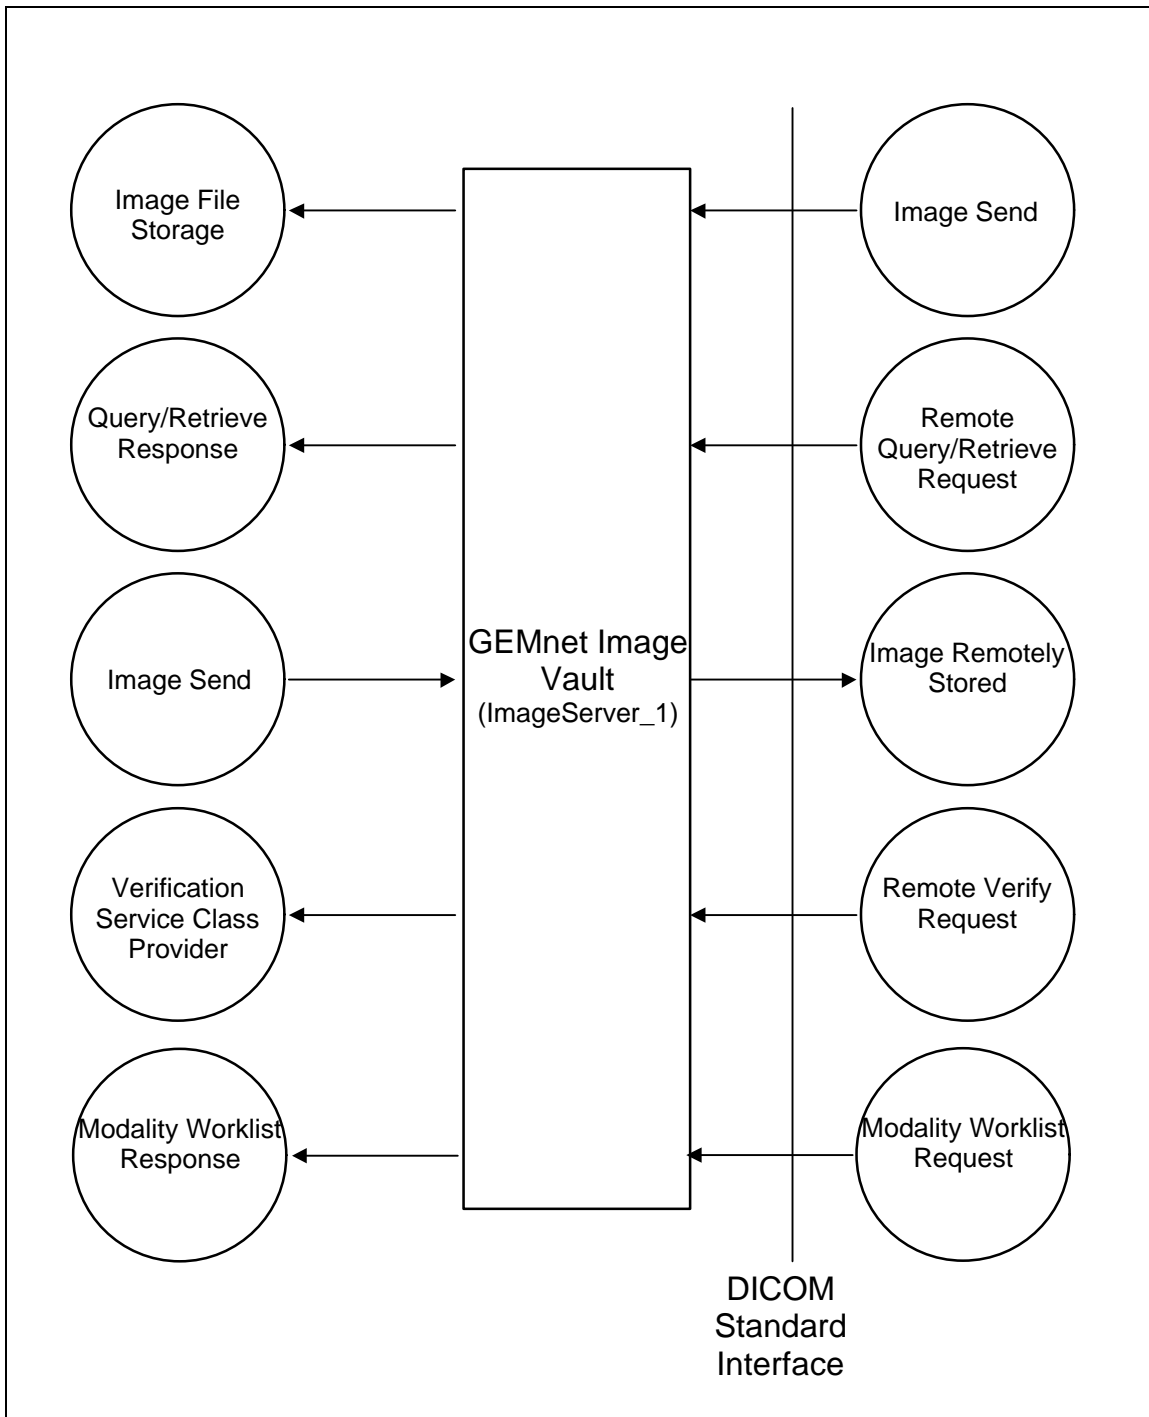 Image File
Storage
Image Send
Query/Retrieve
Response
Remote
Query/Retrieve
Request
GEMnet Image
Vault
(ImageServer_1)
Image Send
Image Remotely
Stored
Verification
Service Class
Provider
Remote Verify
Request
Modality Worklist
Response
Modality Worklist
Request
DICOM
Standard
Interface